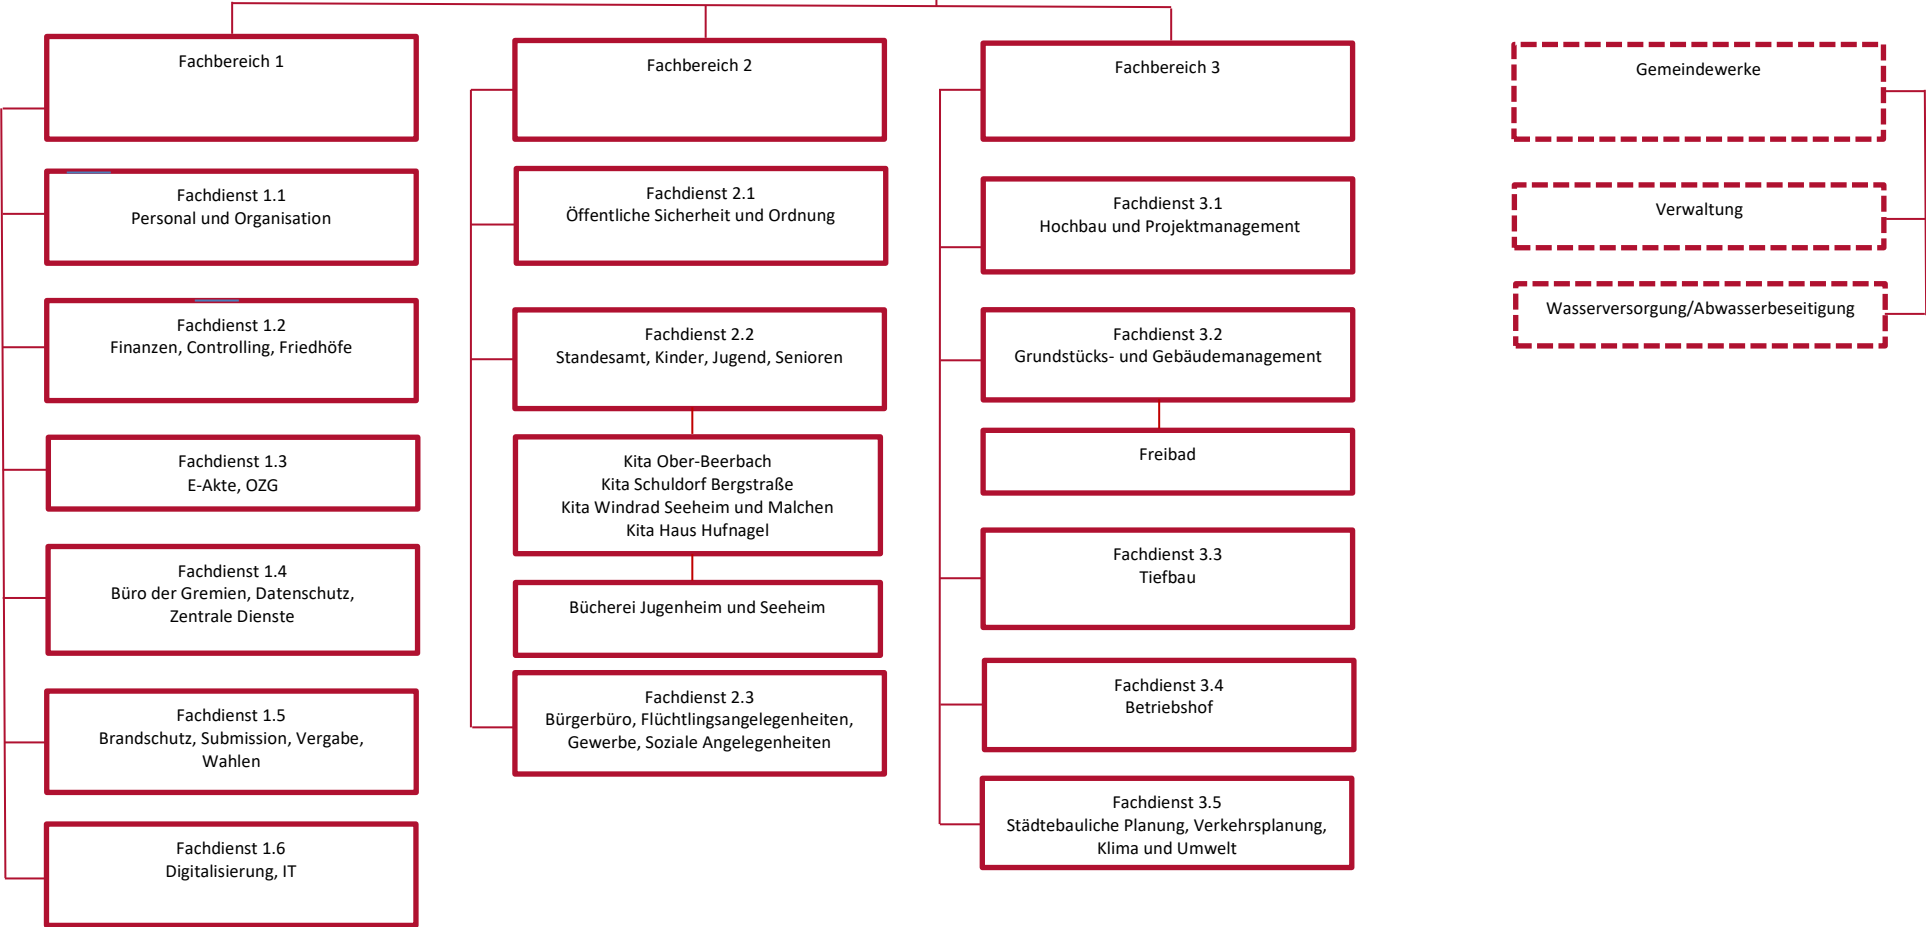 Fachbereich 1
Fachdienst 1.1
Personal und Organisation
Fachdienst 1.2
Finanzen, Controlling, Friedhöfe
Fachdienst 1.3
E-Akte, OZG
Fachdienst 1.4
Büro der Gremien, Datenschutz,
Zentrale Dienste
Fachdienst 1.5
Brandschutz, Submission, Vergabe,
Wahlen
Fachdienst 1.6
Digitalisierung, IT
Fachbereich 2
Fachdienst 2.1
Öffentliche Sicherheit und Ordnung
Fachdienst 2.2
Standesamt, Kinder, Jugend, Senioren
Kita Ober-Beerbach
Kita Schuldorf Bergstraße
Kita Windrad Seeheim und Malchen
Kita Haus Hufnagel
Bücherei Jugenheim und Seeheim
Fachdienst 2.3
Bürgerbüro, Flüchtlingsangelegenheiten,
Gewerbe, Soziale Angelegenheiten
Fachbereich 3
Fachdienst 3.1
Hochbau und Projektmanagement
Fachdienst 3.2
Grundstücks- und Gebäudemanagement
Freibad
Fachdienst 3.3
Tiefbau
Fachdienst 3.4
Betriebshof
Fachdienst 3.5
Städtebauliche Planung, Verkehrsplanung,
Klima und Umwelt
Gemeindewerke
Verwaltung
Wasserversorgung/Abwasserbeseitigung